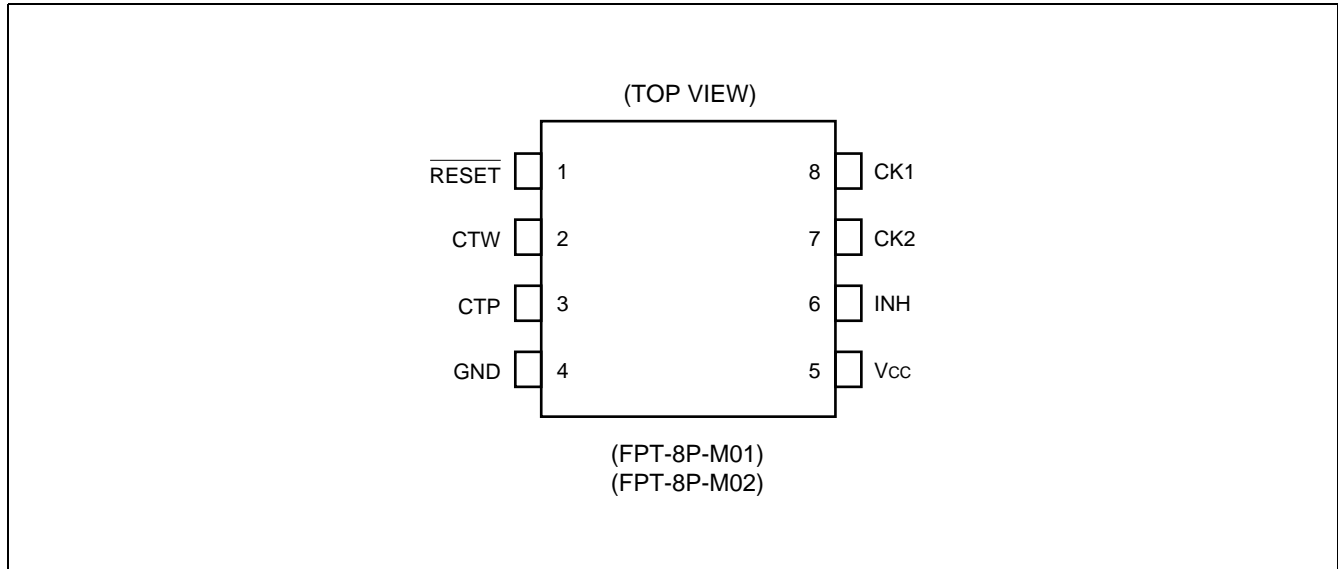 (TOP VIEW)
RESET 1 8 CK1
CTW 2 7 CK2
CTP 3 6 INH
GND 4 5 VCC
(FPT-8P-M01)
(FPT-8P-M02)